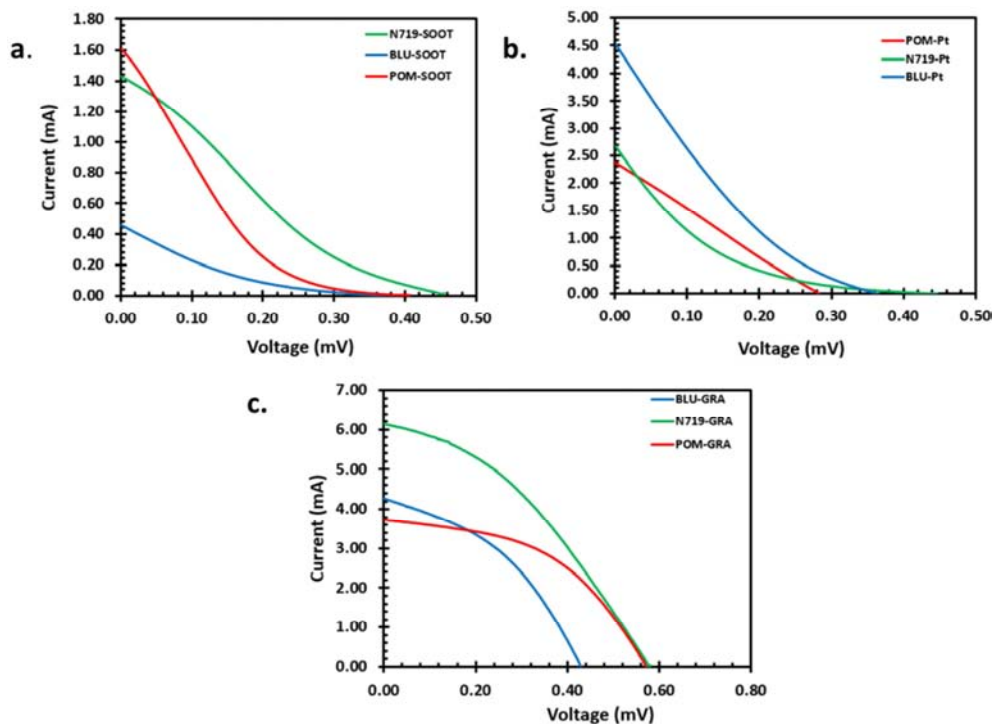 a.
1.80
1.60
1.40
1.20
1.00
0.80
0.60
0.40
0.20
0.00
Current (mA)
N719-SOOT
BLU-SOOT
POM-SOOT
0.00 0.10 0.20 0.30 0.40 0.50
Voltage (mV)
b.
5.00
4.50
4.00
3.50
3.00
2.50
2.00
1.50
1.00
0.50
0.00
Current (mA)
POM-Pt
N719-Pt
BLU-Pt
0.00 0.10 0.20 0.30 0.40 0.50
Voltage (mV)
c.
7.00
6.00
5.00
4.00
3.00
2.00
1.00
0.00
Current (mA)
BLU-GRA
N719-GRA
POM-GRA
0.00 0.20 0.40 0.60 0.80
Voltage (mV)